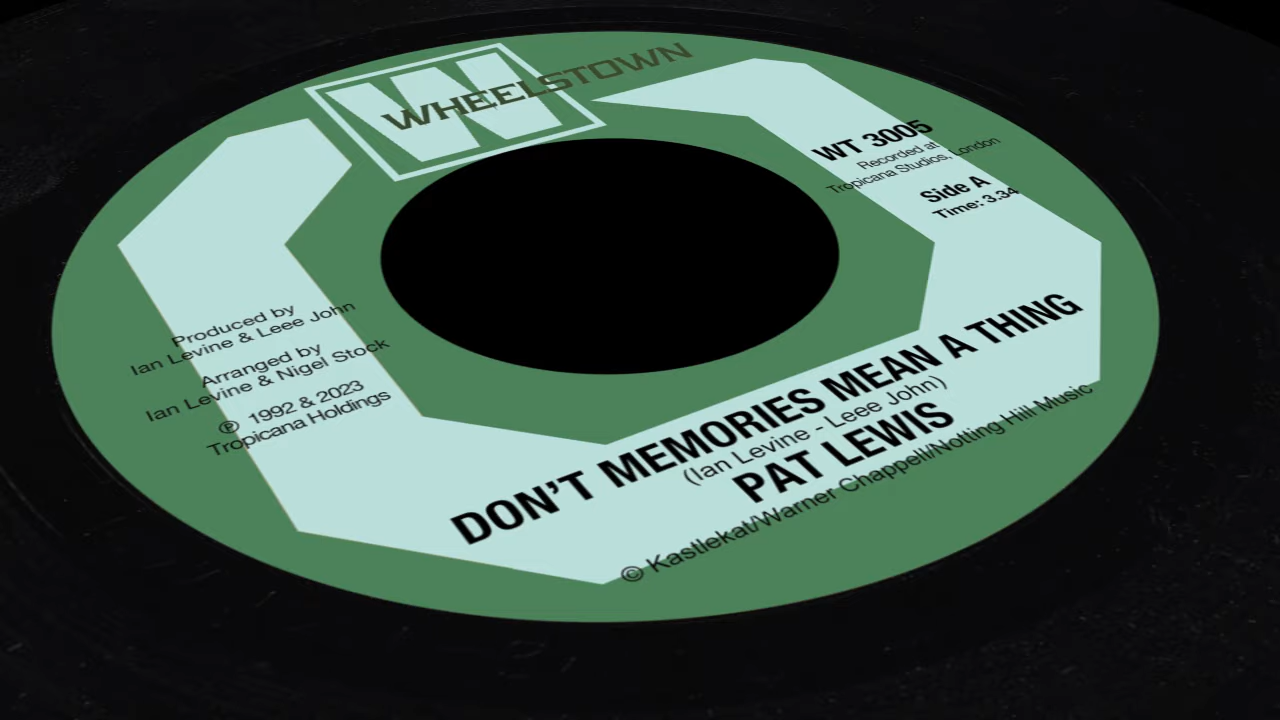 WHEELSTOWN
WT 3005
Recorded at
Tropicana Studios, London
Side A
Time: 3.34
Produced by
Ian Levine & Leee John
Arranged by
Ian Levine & Nigel Stock
℗ 1992 & 2023
Tropicana Holdings
DON'T MEMORIES MEAN A THING
(Ian Levine - Leee John)
PAT LEWIS
© Kastlekat/Warner Chappell/Notting Hill Music